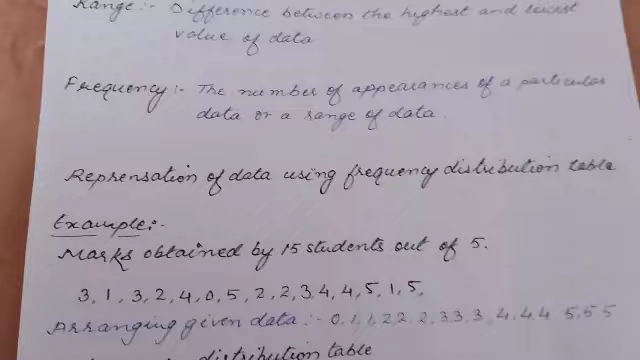 Range :- Difference between the highest and lowest
value of data
Frequency :- The number of appearances of a particular
data or a range of data.
Reprensation of data using frequency distribution table
Example:-
Marks obtained by 15 students out of 5.
3, 1, 3, 2, 4, 0, 5, 2, 2, 3, 4, 4, 5, 1, 5,
Arranging given data :- 0, 1, 1, 2, 2, 2, 3 3 3, 4, 4, 4 5, 5 5
distribution table